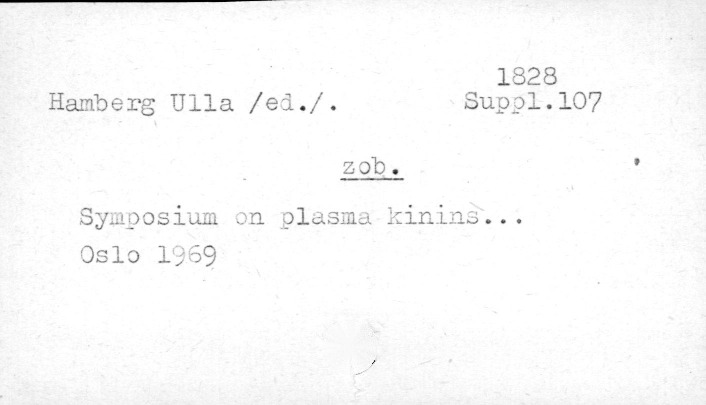 1828
Hamberg Ulla /ed./. Suppl.107
zob.
Symposium on plasma kinins...
Oslo 1969